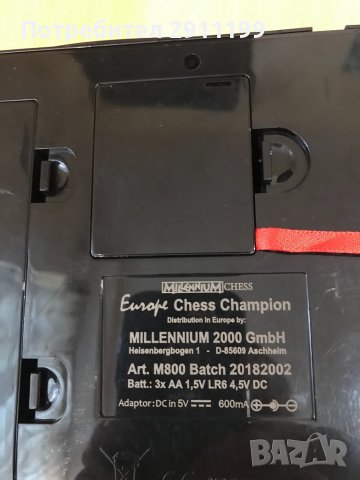 Потребител 2911199
MILLENNIUM CHESS
Europe Chess Champion
Distribution in Europe by:
MILLENNIUM 2000 GmbH
Heisenbergbogen 1 - D-85609 Aschheim
Art. M800 Batch 20182002
Batt.: 3x AA 1,5V LR6 4,5V DC
Adaptor: DC in 5V 600mA
BAZAR